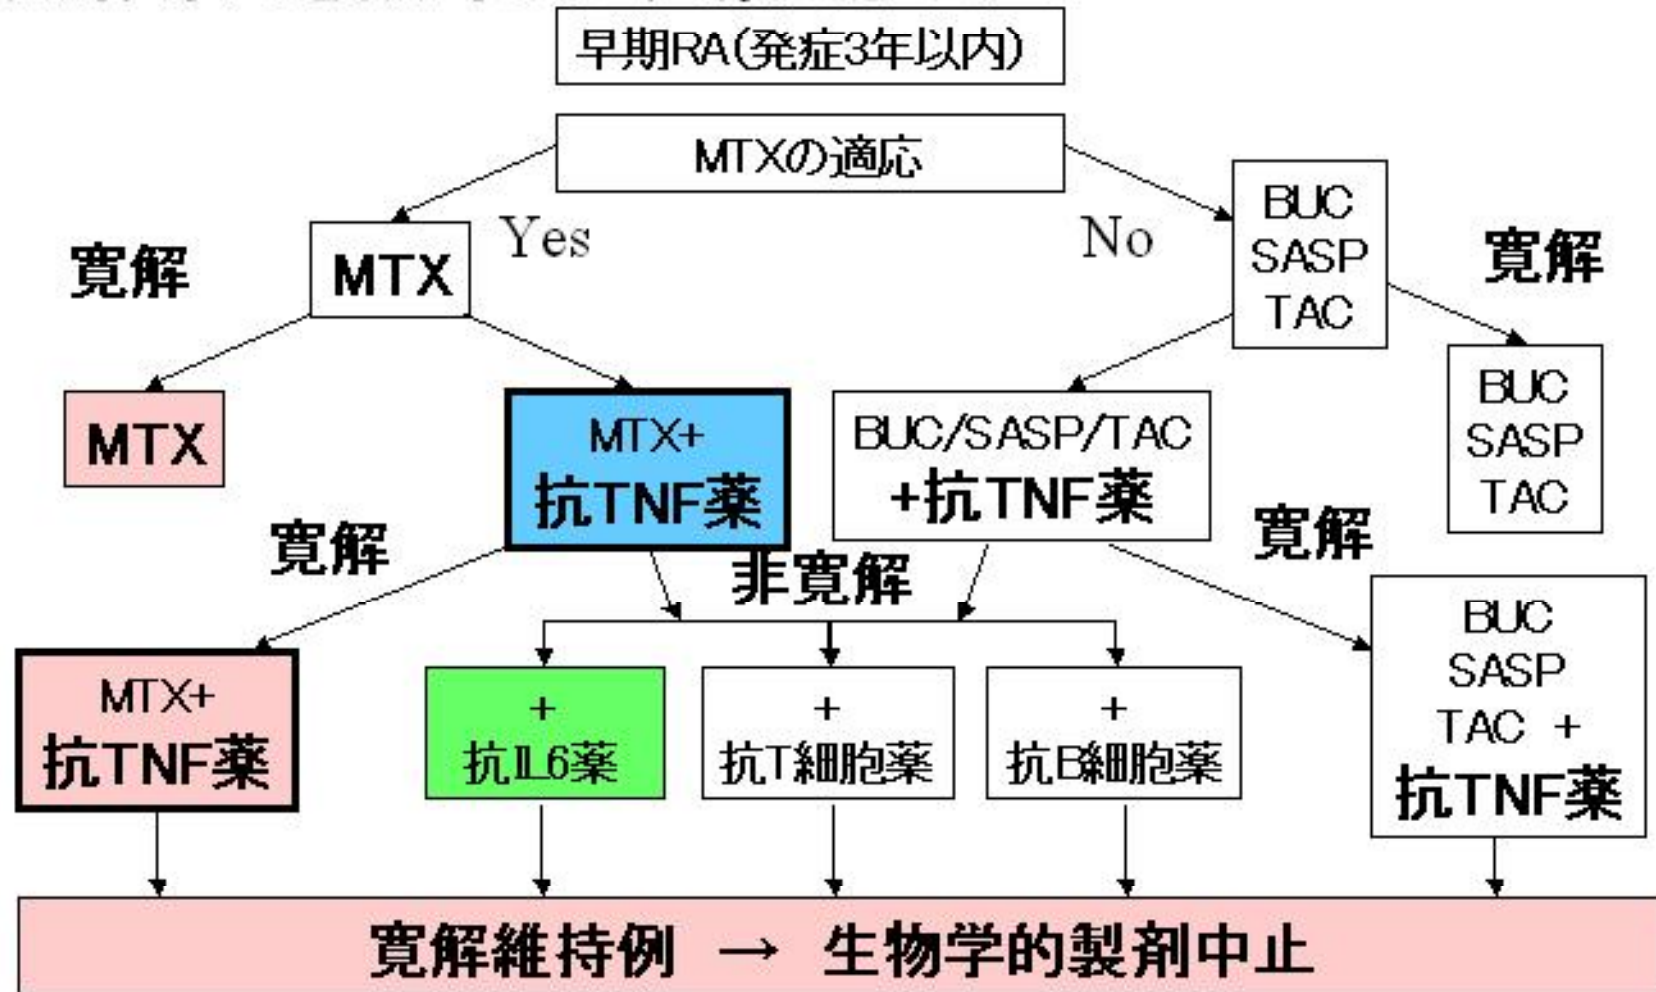 早期RA(発症3年以内)
MTXの適応
Yes
No
寛解
MTX
BUC
SASP
TAC
寛解
MTX
MTX+
抗TNF薬
BUC/SASP/TAC
+抗TNF薬
BUC
SASP
TAC
寛解
非寛解
寛解
MTX+
抗TNF薬
+
抗IL6薬
+
抗T細胞薬
+
抗B細胞薬
BUC
SASP
TAC +
抗TNF薬
寛解維持例 → 生物学的製剤中止